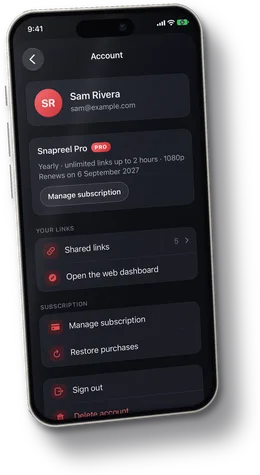 9:41
Account
SR
Sam Rivera
sam@example.com
Snapreel Pro PRO
Yearly · unlimited links up to 2 hours · 1080p
Renews on 6 September 2027
Manage subscription
YOUR LINKS
Shared links 5
Open the web dashboard
SUBSCRIPTION
Manage subscription
Restore purchases
Sign out
Delete account